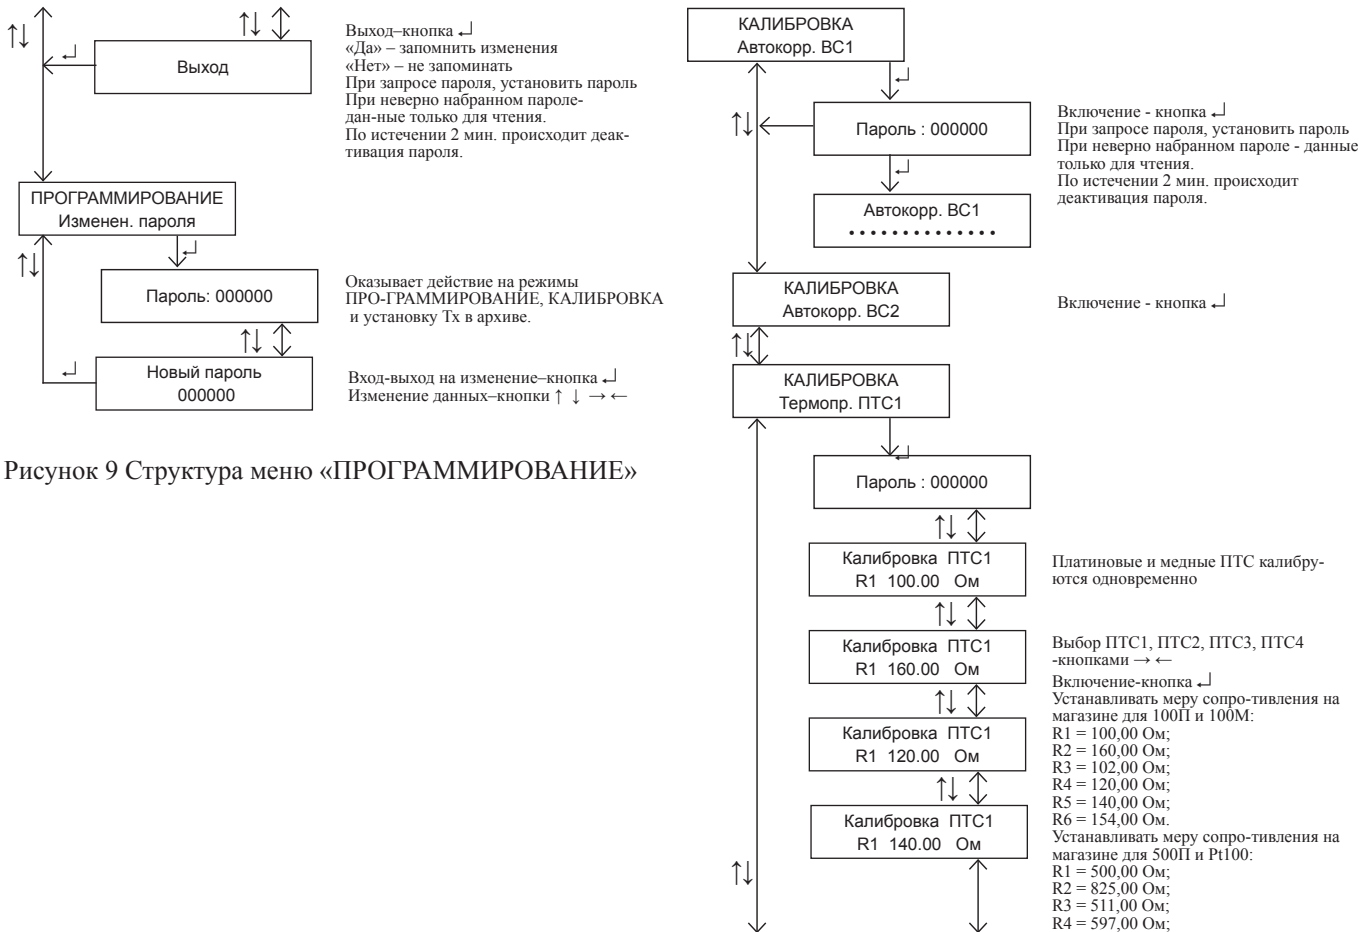 Выход
Выход–кнопка ↵
«Да» – запомнить изменения
«Нет» – не запоминать
При запросе пароля, установить пароль
При неверно набранном пароле-
дан-ные только для чтения.
По истечении 2 мин. происходит деак-
тивация пароля.
ПРОГРАММИРОВАНИЕ
Изменен. пароля
Пароль: 000000
Оказывает действие на режимы
ПРО-ГРАММИРОВАНИЕ, КАЛИБРОВКА
и установку Тх в архиве.
Новый пароль
000000
Вход-выход на изменение–кнопка ↵
Изменение данных–кнопки ↑ ↓ → ←
Рисунок 9 Структура меню «ПРОГРАММИРОВАНИЕ»
КАЛИБРОВКА
Автокорр. ВС1
Пароль : 000000
Включение - кнопка ↵
При запросе пароля, установить пароль
При неверно набранном пароле - данные
только для чтения.
По истечении 2 мин. происходит
деактивация пароля.
Автокорр. ВС1
• • • • • • • • • • • • • •
КАЛИБРОВКА
Автокорр. ВС2
Включение - кнопка ↵
КАЛИБРОВКА
Термопр. ПТС1
Пароль : 000000
Калибровка ПТС1
R1 100.00 Ом
Платиновые и медные ПТС калибру-
ются одновременно
Калибровка ПТС1
R1 160.00 Ом
Выбор ПТС1, ПТС2, ПТС3, ПТС4
-кнопками → ←
Включение-кнопка ↵
Устанавливать меру сопро-тивления на
магазине для 100П и 100М:
R1 = 100,00 Ом;
R2 = 160,00 Ом;
R3 = 102,00 Ом;
R4 = 120,00 Ом;
R5 = 140,00 Ом;
R6 = 154,00 Ом.
Устанавливать меру сопро-тивления на
магазине для 500П и Pt100:
R1 = 500,00 Ом;
R2 = 825,00 Ом;
R3 = 511,00 Ом;
R4 = 597,00 Ом;
Калибровка ПТС1
R1 120.00 Ом
Калибровка ПТС1
R1 140.00 Ом